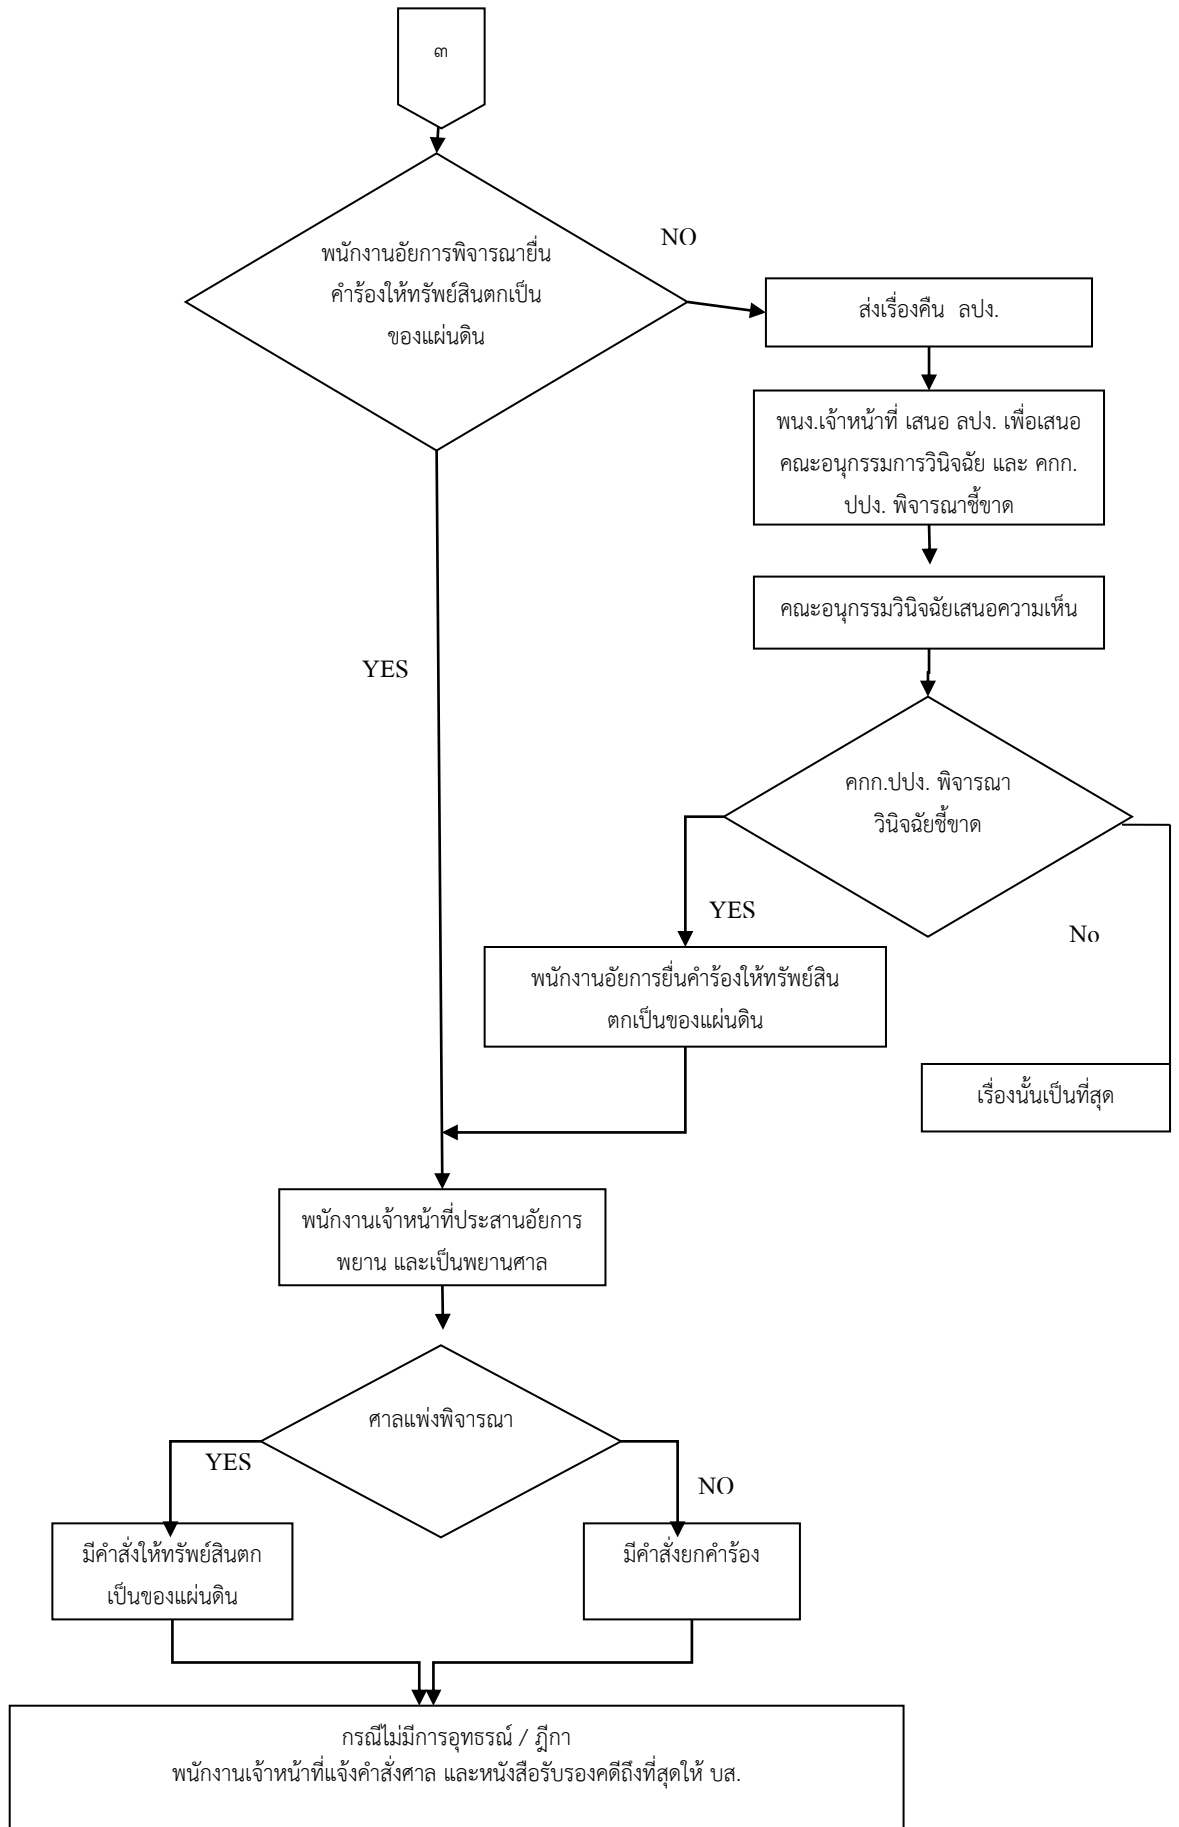 ๓
พนักงานอัยการพิจารณายื่น
คำร้องให้ทรัพย์สินตกเป็น
ของแผ่นดิน
NO
ส่งเรื่องคืน ลปง.
พนง.เจ้าหน้าที่ เสนอ ลปง. เพื่อเสนอ
คณะอนุกรรมการวินิจฉัย และ คกก.
ปปง. พิจารณาชี้ขาด
คณะอนุกรรมวินิจฉัยเสนอความเห็น
YES
คกก.ปปง. พิจารณา
วินิจฉัยชี้ขาด
YES
No
พนักงานอัยการยื่นคำร้องให้ทรัพย์สิน
ตกเป็นของแผ่นดิน
เรื่องนั้นเป็นที่สุด
พนักงานเจ้าหน้าที่ประสานอัยการ
พยาน และเป็นพยานศาล
ศาลแพ่งพิจารณา
YES
NO
มีคำสั่งให้ทรัพย์สินตก
เป็นของแผ่นดิน
มีคำสั่งยกคำร้อง
กรณีไม่มีการอุทธรณ์ / ฎีกา
พนักงานเจ้าหน้าที่แจ้งคำสั่งศาล และหนังสือรับรองคดีถึงที่สุดให้ บส.